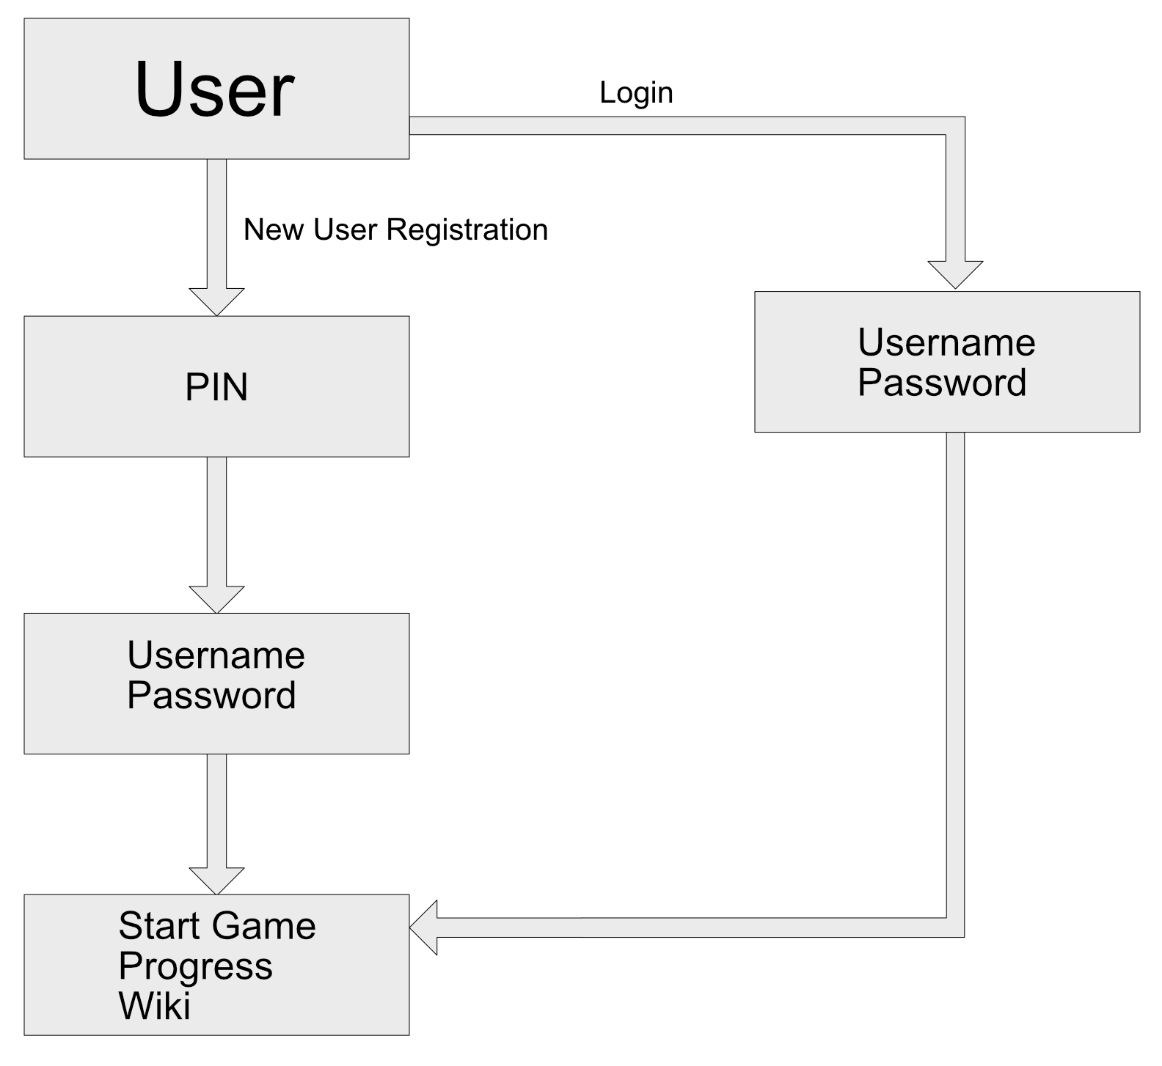 User
Login
New User Registration
PIN
Username
Password
Username
Password
Start Game
Progress
Wiki